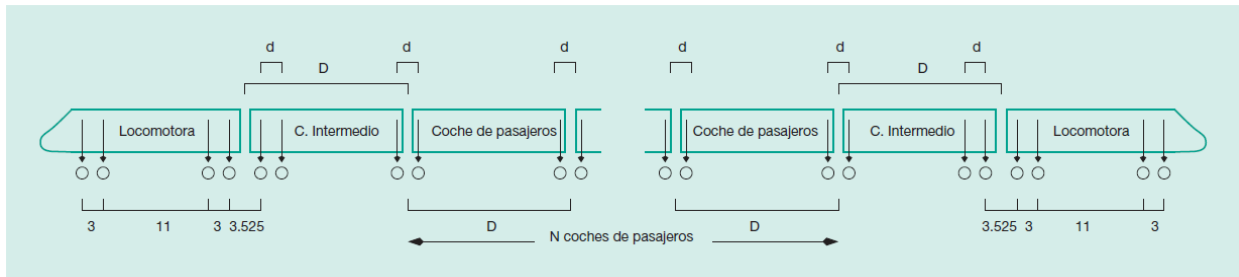 d d d d d d
D D
Locomotora C. Intermedio Coche de pasajeros Coche de pasajeros C. Intermedio Locomotora
3 11 3 3.525 D D 3.525 3 11 3
N coches de pasajeros